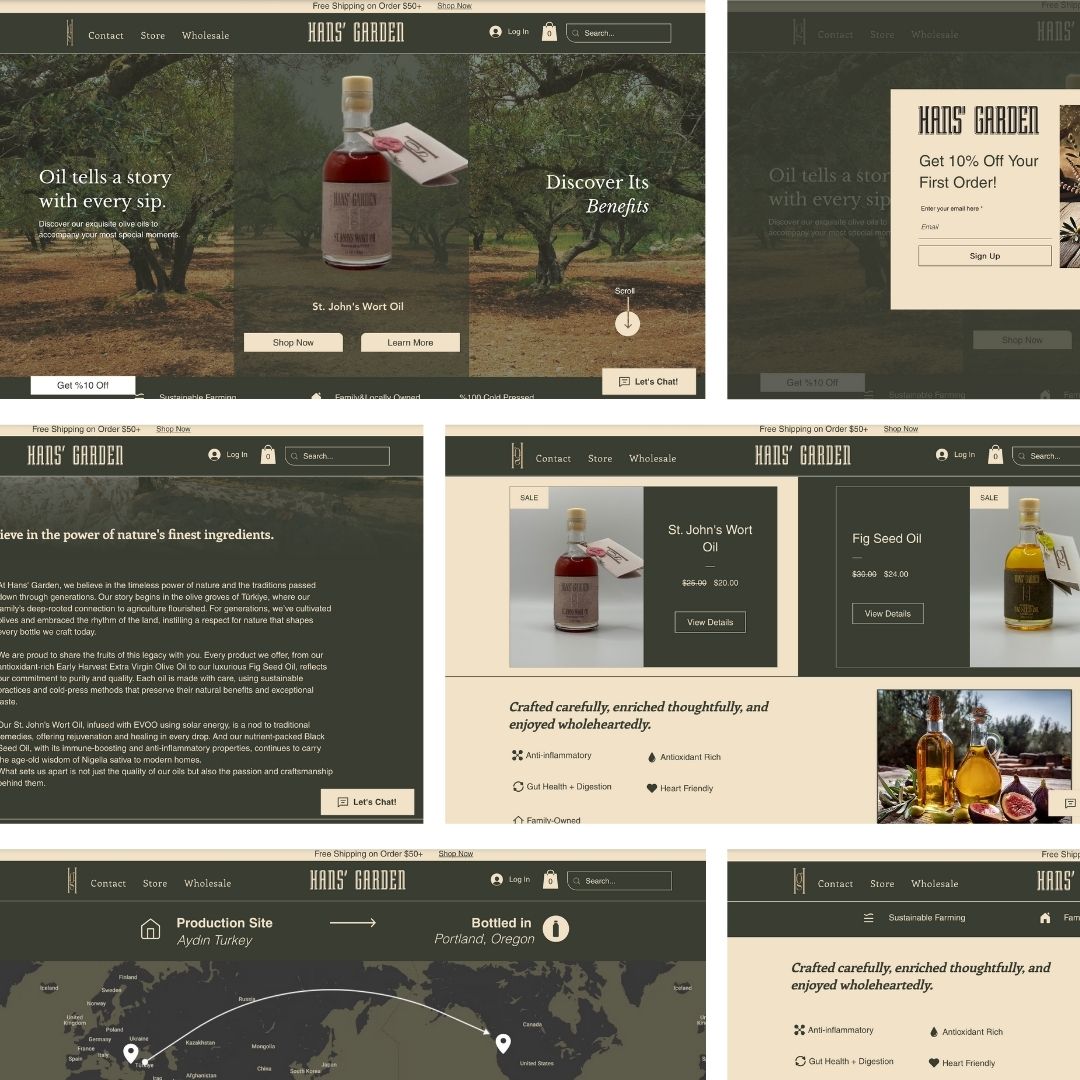 Free Shipping on Order $50+ Shop Now
Contact Store Wholesale
HANS' GARDEN
Log In 0 Search...
Oil tells a story
with every sip.
Discover our exquisite olive oils to
accompany your most special moments.
HANS' GARDEN
ST. JOHN'S WORT OIL
St. John's Wort Oil
Shop Now Learn More
Discover Its
Benefits
Scroll
Get %10 Off
Let's Chat!
Sustainable Farming Family&Locally Owned %100 Cold Pressed
Free Ship
Contact Store Wholesale HANS'
Oil tells a stor
with every sip
Discover our exquisite olive oils to
accompany your most special mom
HANS' GARDEN
Get 10% Off Your
First Order!
Enter your email here *
Email
Sign Up
Shop Now
Get %10 Off
Sustainable Farming Fam
Free Shipping on Order $50+ Shop Now
HANS' GARDEN Log In 0 Search...
ieve in the power of nature's finest ingredients.
At Hans' Garden, we believe in the timeless power of nature and the traditions passed
down through generations. Our story begins in the olive groves of Türkiye, where our
family's deep-rooted connection to agriculture flourished. For generations, we've cultivated
olives and embraced the rhythm of the land, instilling a respect for nature that shapes
every bottle we craft today.
We are proud to share the fruits of this legacy with you. Every product we offer, from our
antioxidant-rich Early Harvest Extra Virgin Olive Oil to our luxurious Fig Seed Oil, reflects
our commitment to purity and quality. Each oil is made with care, using sustainable
practices and cold-press methods that preserve their natural benefits and exceptional
taste.
Our St. John's Wort Oil, infused with EVOO using solar energy, is a nod to traditional
remedies, offering rejuvenation and healing in every drop. And our nutrient-packed Black
Seed Oil, with its immune-boosting and anti-inflammatory properties, continues to carry
the age-old wisdom of Nigella sativa to modern homes.
What sets us apart is not just the quality of our oils but also the passion and craftsmanship
behind them.
Let's Chat!
Free Shipping on Order $50+ Shop Now
Contact Store Wholesale HANS' GARDEN Log In 0 Search...
SALE
St. John's Wort
Oil
$25.00 $20.00
View Details
Fig Seed Oil
$30.00 $24.00
View Details
SALE
Crafted carefully, enriched thoughtfully, and
enjoyed wholeheartedly.
Anti-inflammatory Antioxidant Rich
Gut Health + Digestion Heart Friendly
Family-Owned
Free Shipping on Order $50+ Shop Now
Contact Store Wholesale HANS' GARDEN Log In 0 Search...
Production Site
Aydın Turkey
Bottled in
Portland, Oregon
Iceland
Finland
Sweden
Norway
Russia
United
Kingdom
Poland
Germany
Ukraine
France
Italy
Spain
Türkiye
Kazakhstan
Mongolia
China
South Korea
Japan
Afghanistan
Iraq
Canada
United States
Iceland
Free Shipp
Contact Store Wholesale HANS'
Sustainable Farming Fam
Crafted carefully, enriched thoughtfully, and
enjoyed wholeheartedly.
Anti-inflammatory Antioxidant Rich
Gut Health + Digestion Heart Friendly